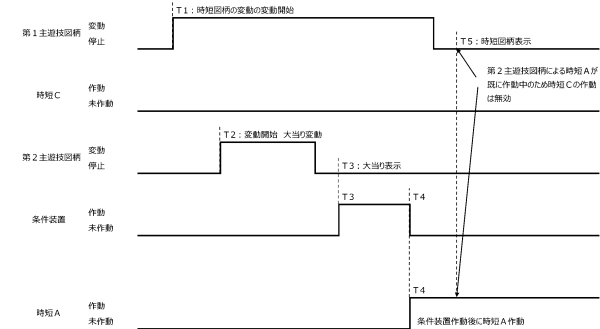 T1：時短図柄の変動の変動開始
第１主遊技図柄 変動
停止
T5：時短図柄表示
第２主遊技図柄による時短Ａが
既に作動中のため時短Ｃの作動
は無効
時短Ｃ 作動
未作動
T2：変動開始 大当り変動
第２主遊技図柄 変動
停止
T3：大当り表示
T3
T4
条件装置 作動
未作動
T4
時短Ａ 作動
未作動
条件装置作動後に時短Ａ作動